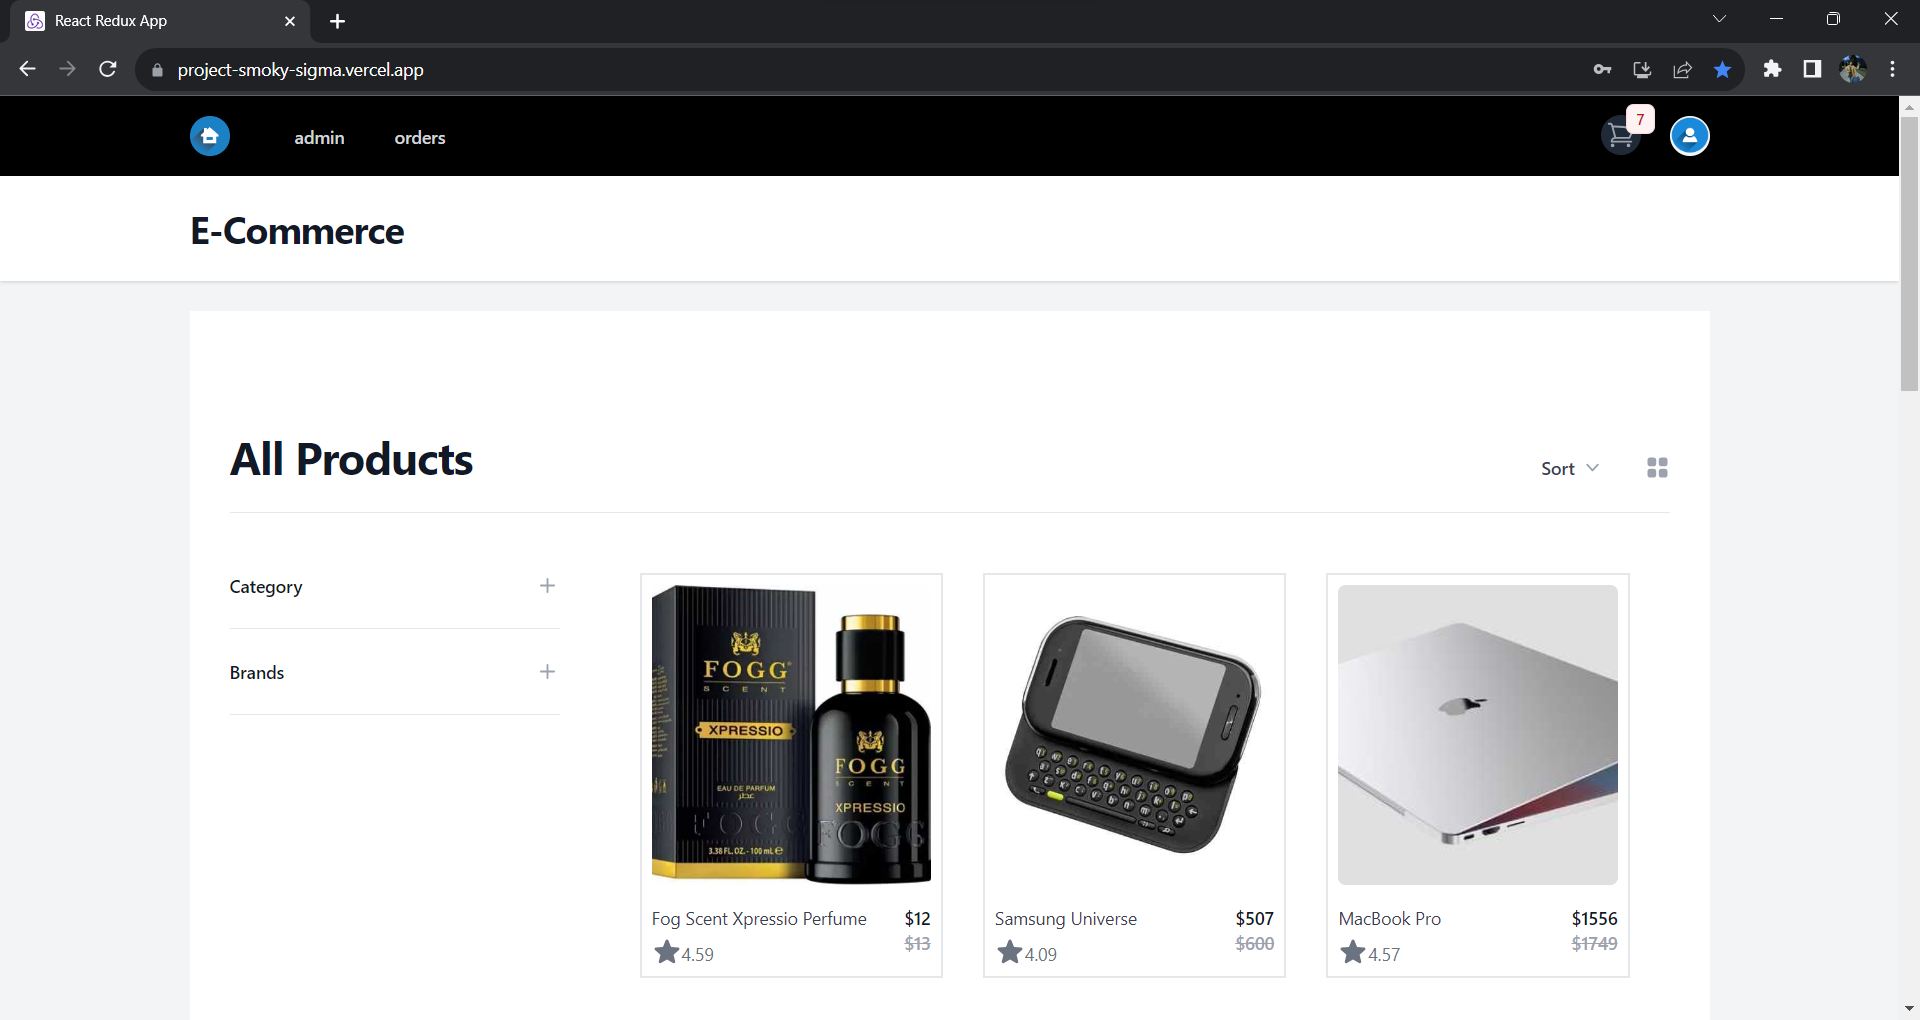 React Redux App
project-smoky-sigma.vercel.app
admin
orders
7
E-Commerce
All Products
Sort
Category
Brands
FOGG
SCENT
XPRESSIO
EAU DE PARFUM
عطر
FOGG
3.38 FL. OZ. - 100 mL e
FOGG
SCENT
XPRESSIO
FOGG
Fog Scent Xpressio Perfume
$12
$13
4.59
Samsung Universe
$507
$600
4.09
MacBook Pro
$1556
$1749
4.57